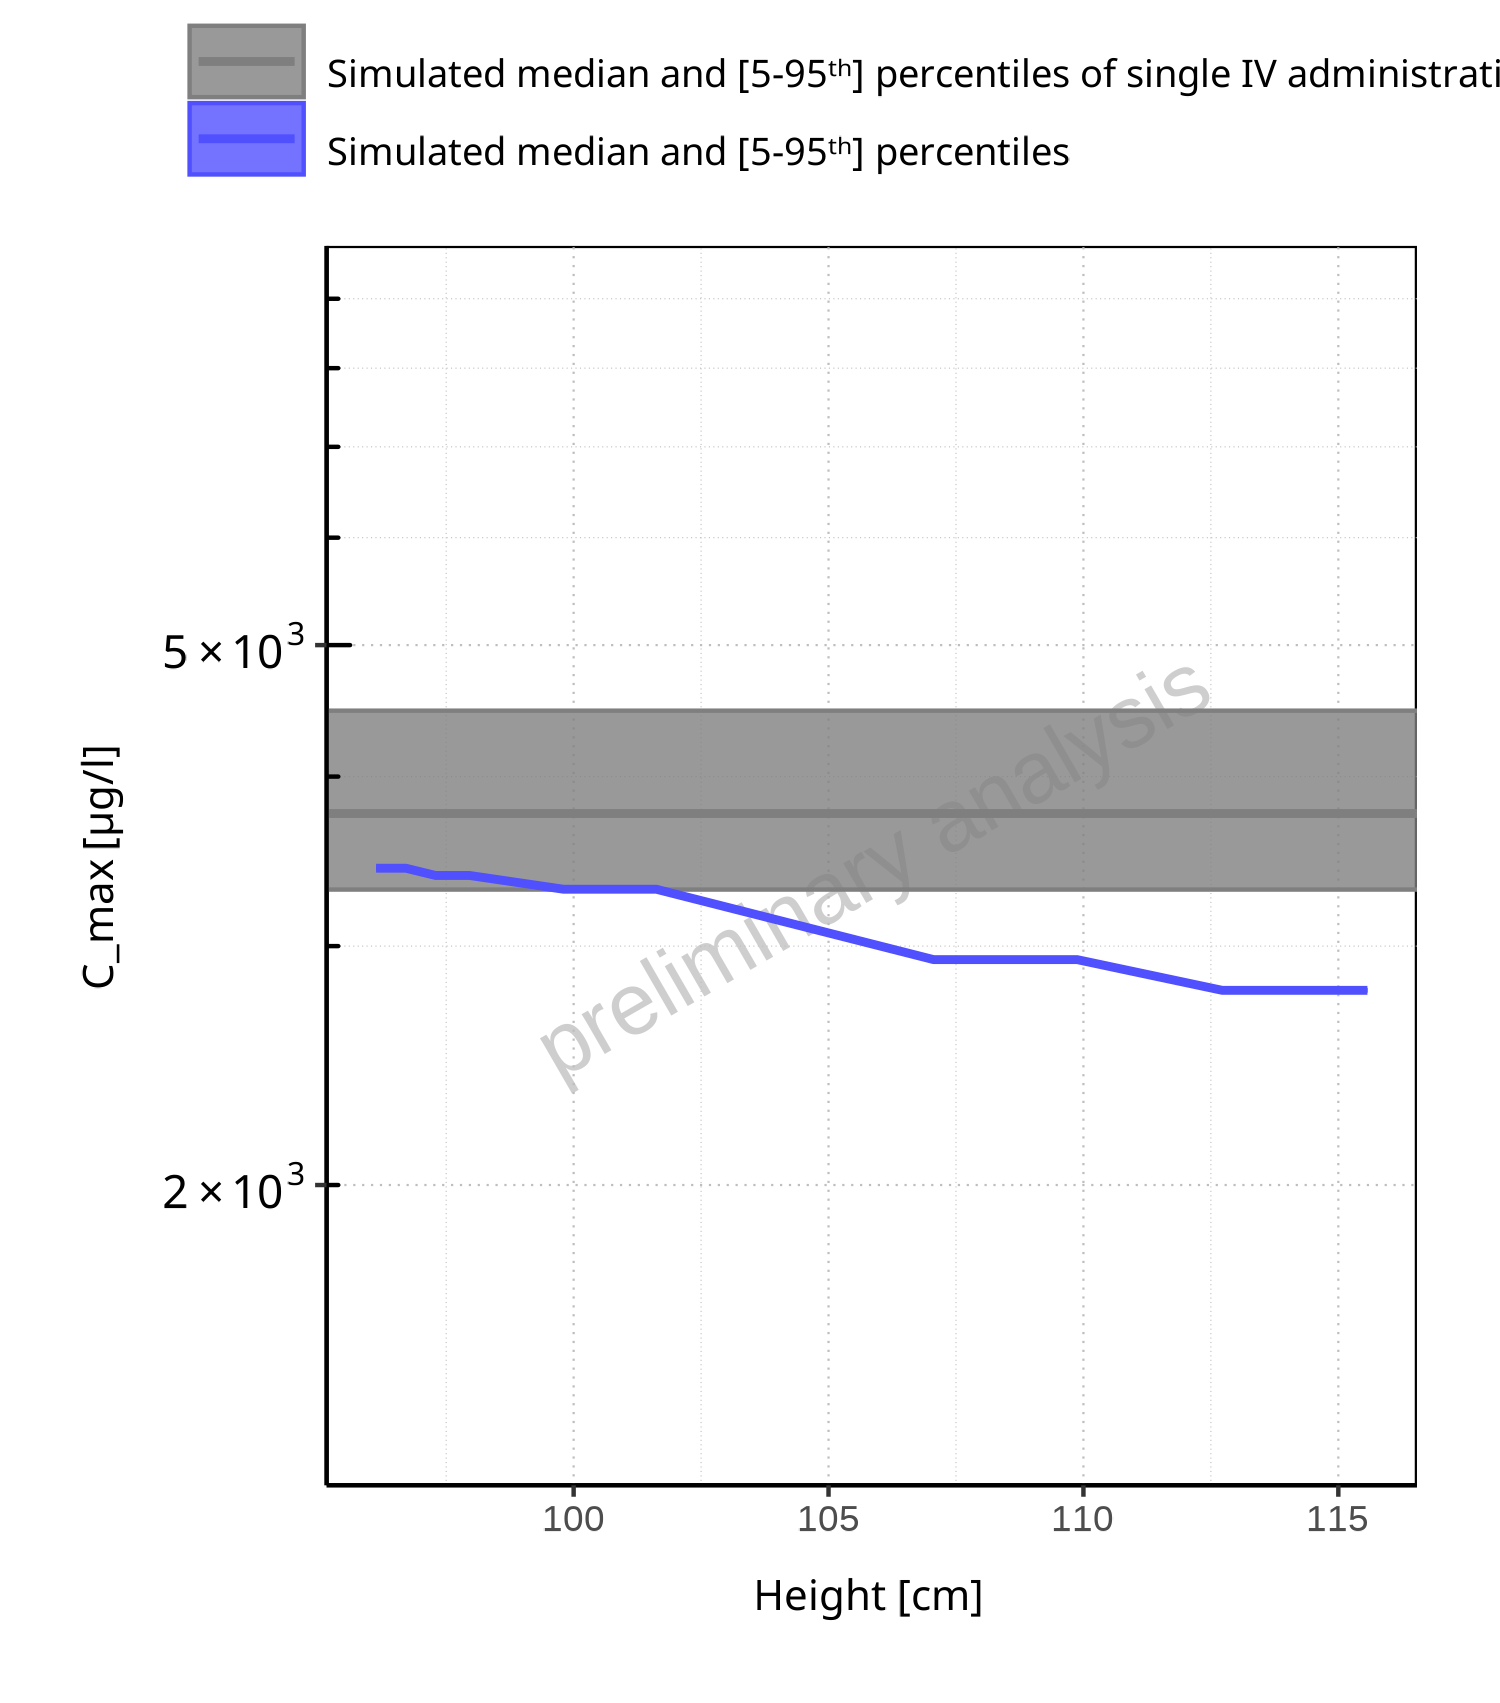 Simulated median and [5-95ᵗʰ] percentiles of single IV administrati
Simulated median and [5-95ᵗʰ] percentiles
5 × 10³
preliminary analysis
C_max [µg/l]
2 × 10³
100 105 110 115
Height [cm]